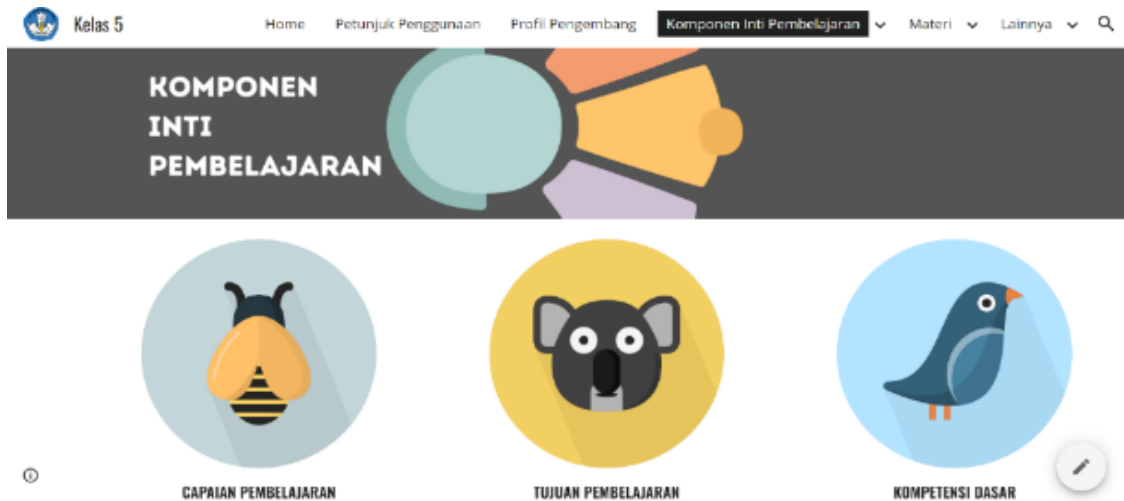 Kelas 5 Home Petunjuk Penggunaan Profil Pengembang Komponen Inti Pembelajaran Materi Lainnya
KOMPONEN
INTI
PEMBELAJARAN
CAPAIAN PEMBELAJARAN TUJUAN PEMBELAJARAN KOMPETENSI DASAR